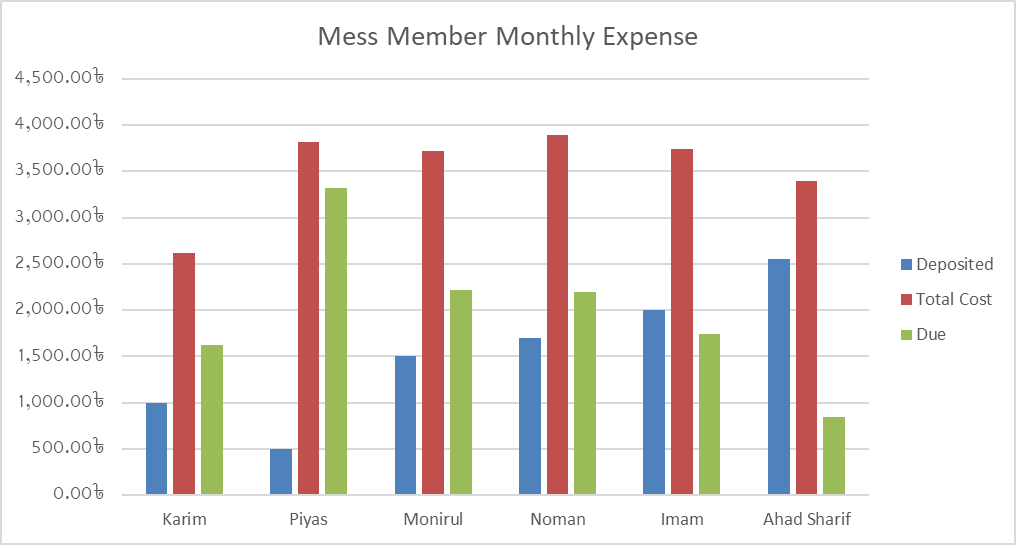 Mess Member Monthly Expense
4,500.00৳
4,000.00৳
3,500.00৳
3,000.00৳
2,500.00৳
2,000.00৳
1,500.00৳
1,000.00৳
500.00৳
0.00৳
Karim Piyas Monirul Noman Imam Ahad Sharif
Deposited
Total Cost
Due